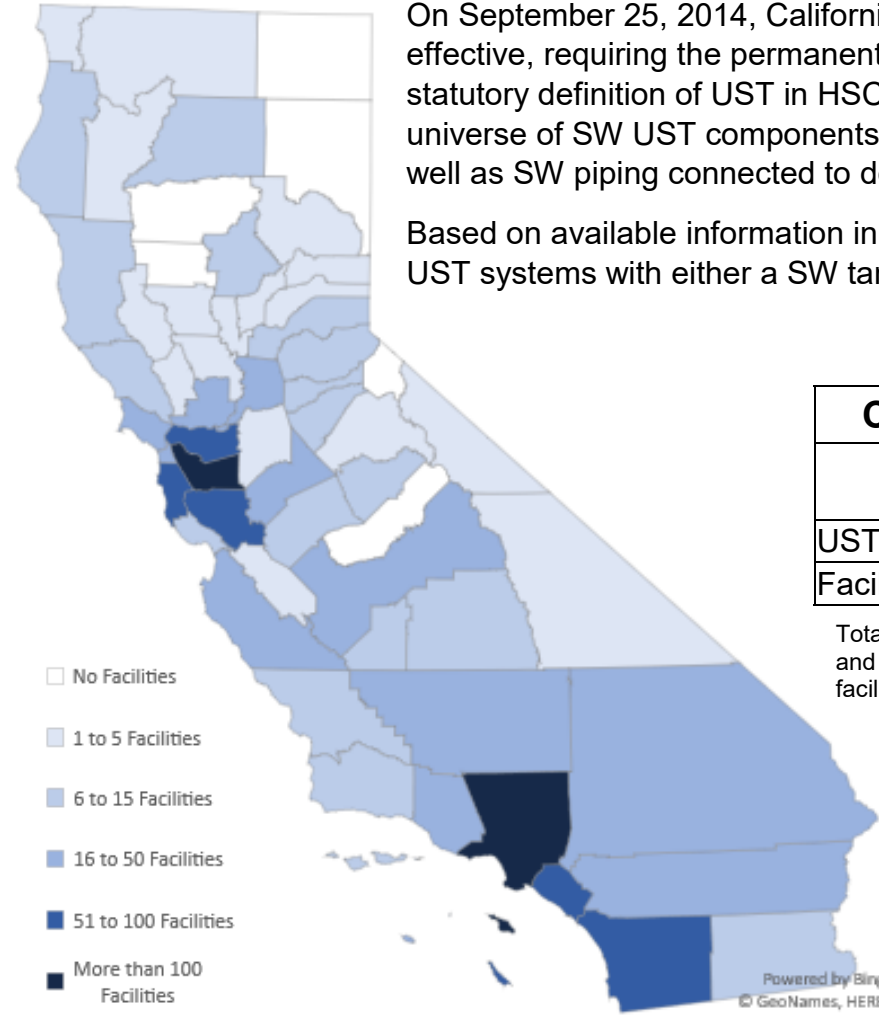 On September 25, 2014, Californi
effective, requiring the permanent
statutory definition of UST in HSC
universe of SW UST components
well as SW piping connected to d
Based on available information in
UST systems with either a SW ta
UST
Faci
Tota
and
facil
No Facilities
1 to 5 Facilities
6 to 15 Facilities
16 to 50 Facilities
51 to 100 Facilities
More than 100
Facilities
Powered by Bing
© GeoNames, HERE